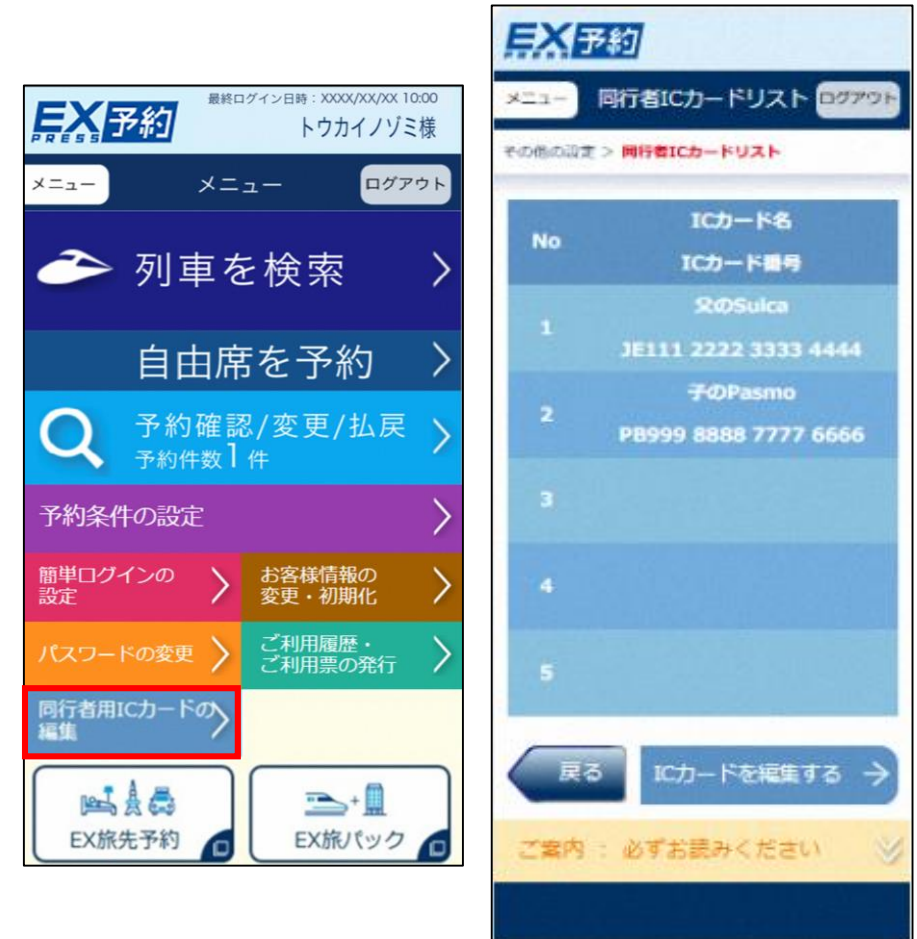 EX予約
EXPRESS
最終ログイン日時：XXXX/XX/XX 10:00
トウカイノゾミ様
メニュー
メニュー
ログアウト
列車を検索
自由席を予約
予約確認/変更/払戻
予約件数1件
予約条件の設定
簡単ログインの
設定
お客様情報の
変更・初期化
パスワードの変更
ご利用履歴・
ご利用票の発行
同行者用ICカードの
編集
EX旅先予約
EX旅パック
EX予約
EXPRESS
メニュー
同行者ICカードリスト
ログアウト
その他の設定 > 同行者ICカードリスト
No
ICカード名
ICカード番号
1
父のSuica
JE111 2222 3333 4444
2
子のPasmo
PB999 8888 7777 6666
3
4
5
戻る
ICカードを編集する
ご案内 ： 必ずお読みください